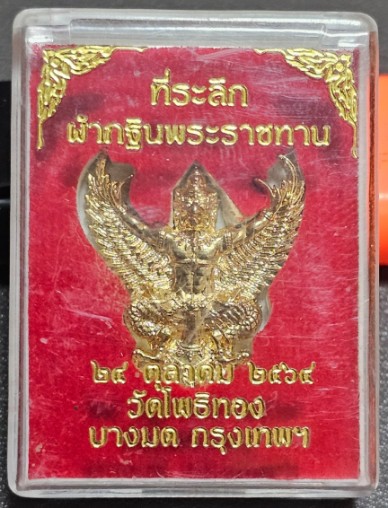 ที่ระลึก
ผ้ากฐินพระราชทาน
๒๔ ตุลาคม ๒๕๖๔
วัดโพธิทอง
บางมด กรุงเทพฯ